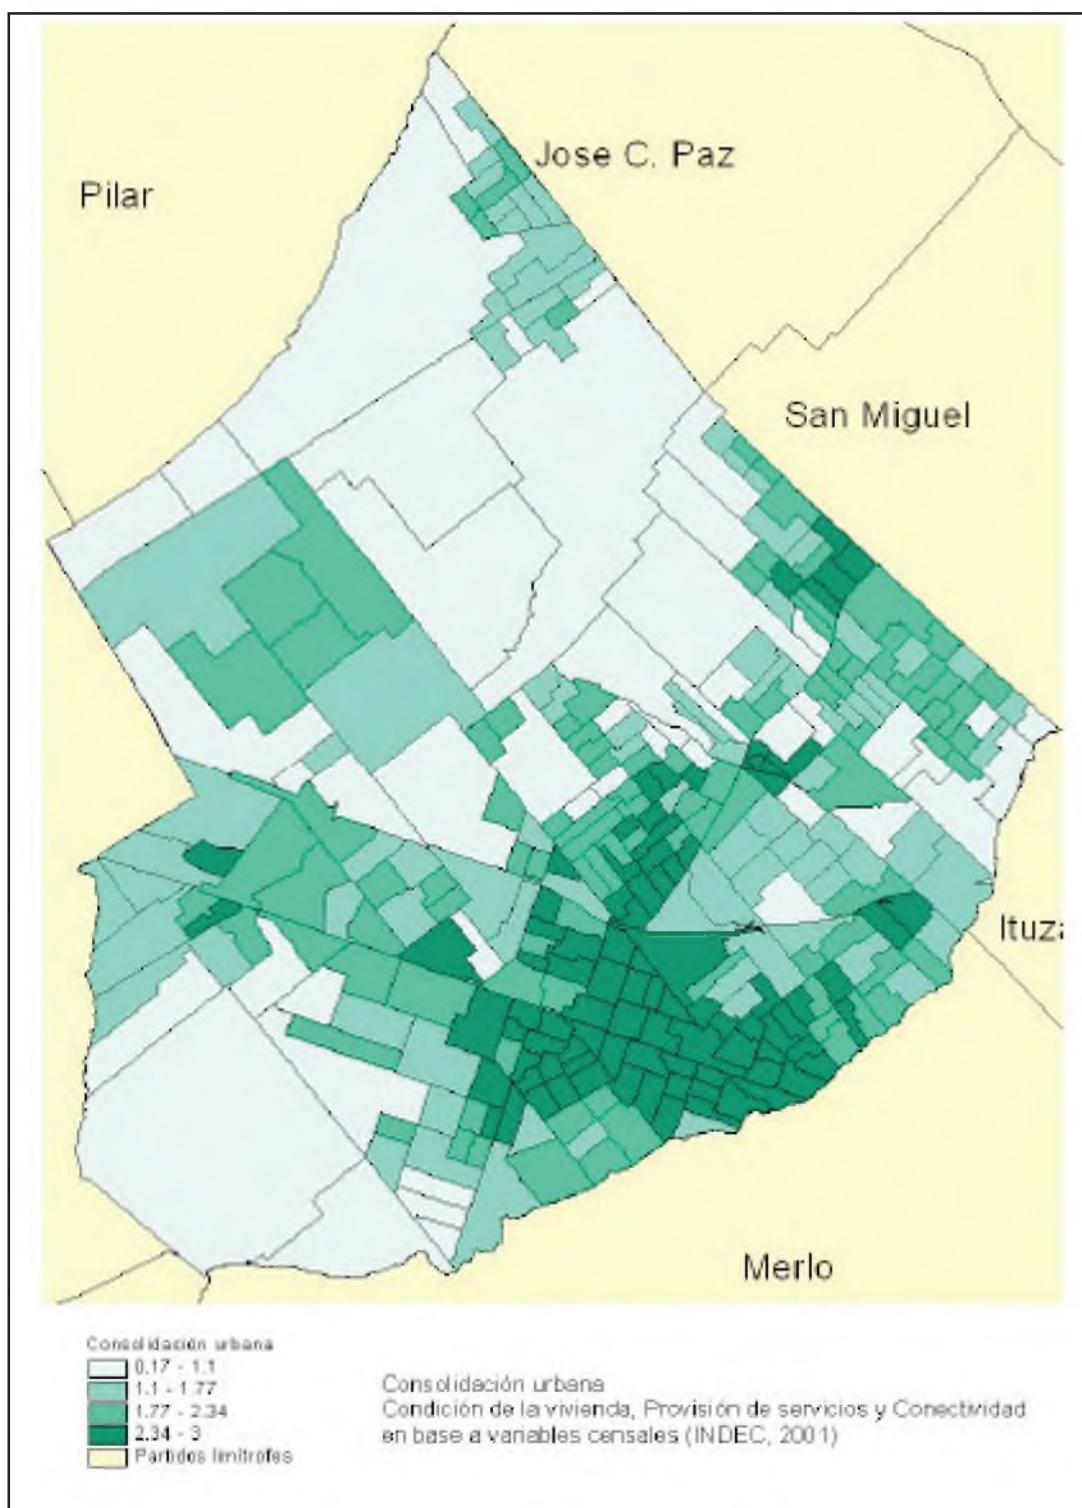 Jose C. Paz
Pilar
San Miguel
Ituza
Merlo
Consolidación urbana
0.17 - 1.1
1.1 - 1.77
1.77 - 2.34
2.34 - 3
Partidos limítrofes
Consolidación urbana
Condición de la vivienda, Provisión de servicios y Conectividad
en base a variables censales (INDEC, 2001)